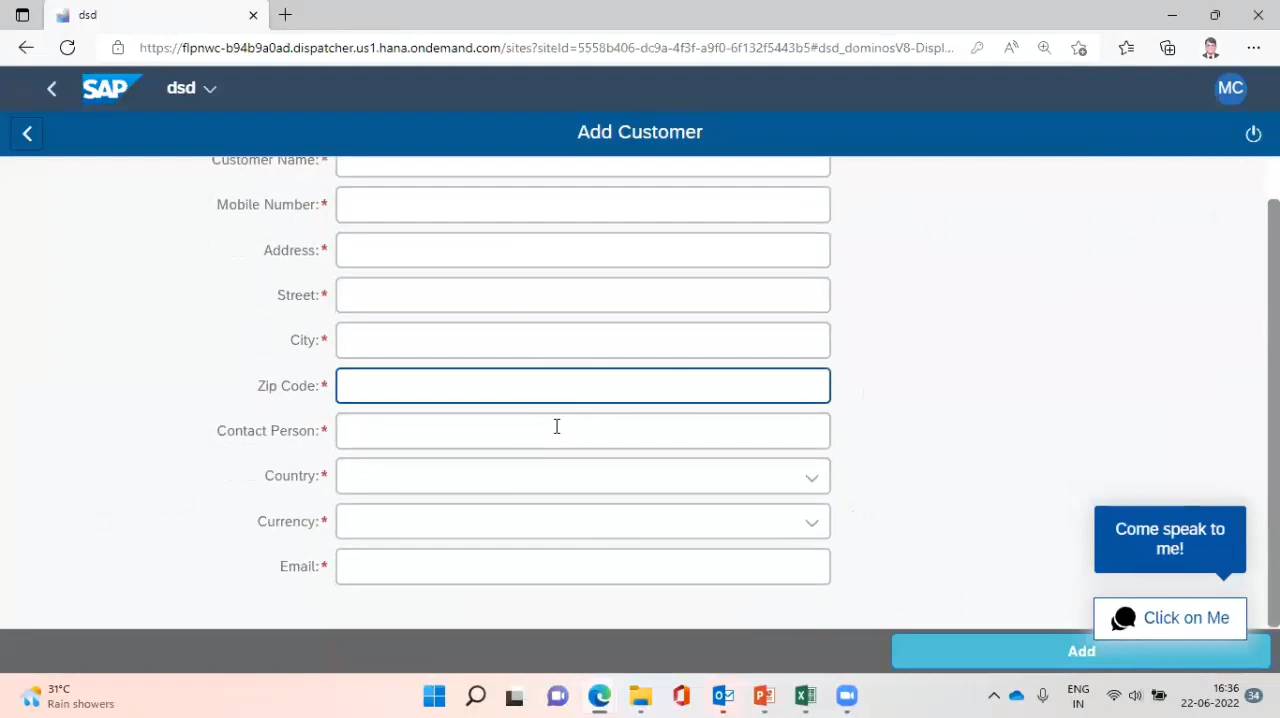 dsd
https://flpnwc-b94b9a0ad.dispatcher.us1.hana.ondemand.com/sites?siteId=5558b406-dc9a-4f3f-a9f0-6f132f5443b5#dsd_dominosV8-Displ...
SAP dsd MC
Add Customer
Customer Name:*
Mobile Number:*
Address:*
Street:*
City:*
Zip Code:*
Contact Person:*
Country:*
Currency:*
Email:*
Come speak to
me!
Click on Me
Add
31°C
Rain showers
ENG
IN
16:36
22-06-2022
34